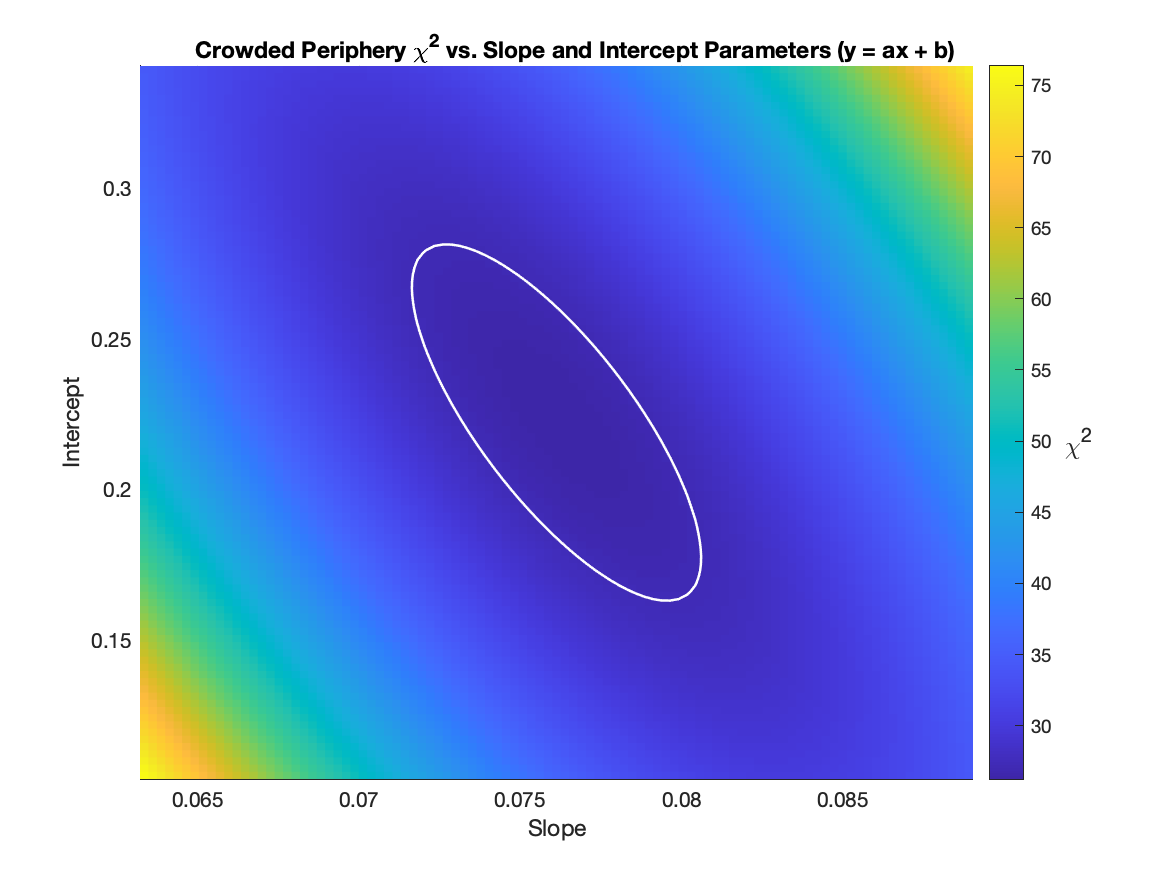 Crowded Periphery χ² vs. Slope and Intercept Parameters (y = ax + b)
75
70
65
60
55
50
45
40
35
30
χ²
0.3
0.25
0.2
0.15
Intercept
0.065 0.07 0.075 0.08 0.085
Slope